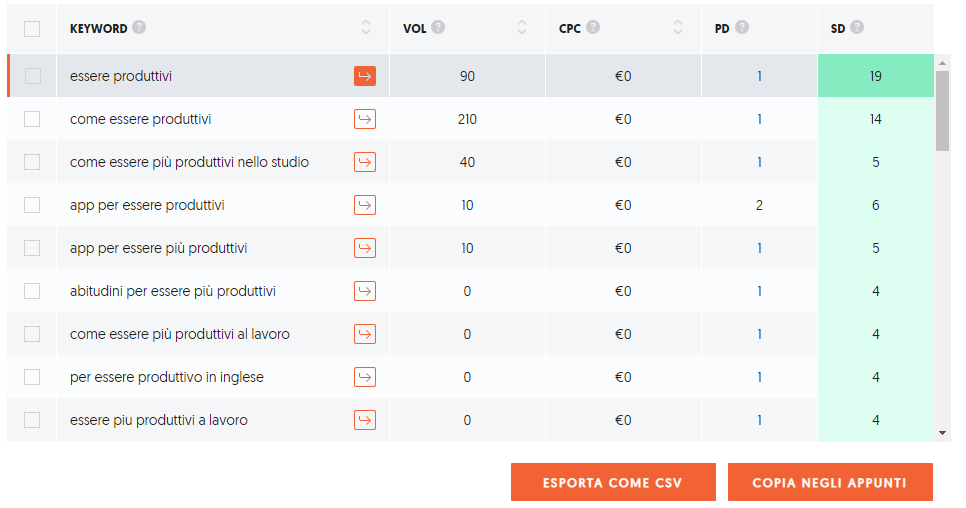 KEYWORD ? VOL ? CPC ? PD ? SD ?
essere produttivi 90 €0 1 19
come essere produttivi 210 €0 1 14
come essere più produttivi nello studio 40 €0 1 5
app per essere produttivi 10 €0 2 6
app per essere più produttivi 10 €0 1 5
abitudini per essere più produttivi 0 €0 1 4
come essere più produttivi al lavoro 0 €0 1 4
per essere produttivo in inglese 0 €0 1 4
essere piu produttivi a lavoro 0 €0 1 4
ESPORTA COME CSV COPIA NEGLI APPUNTI